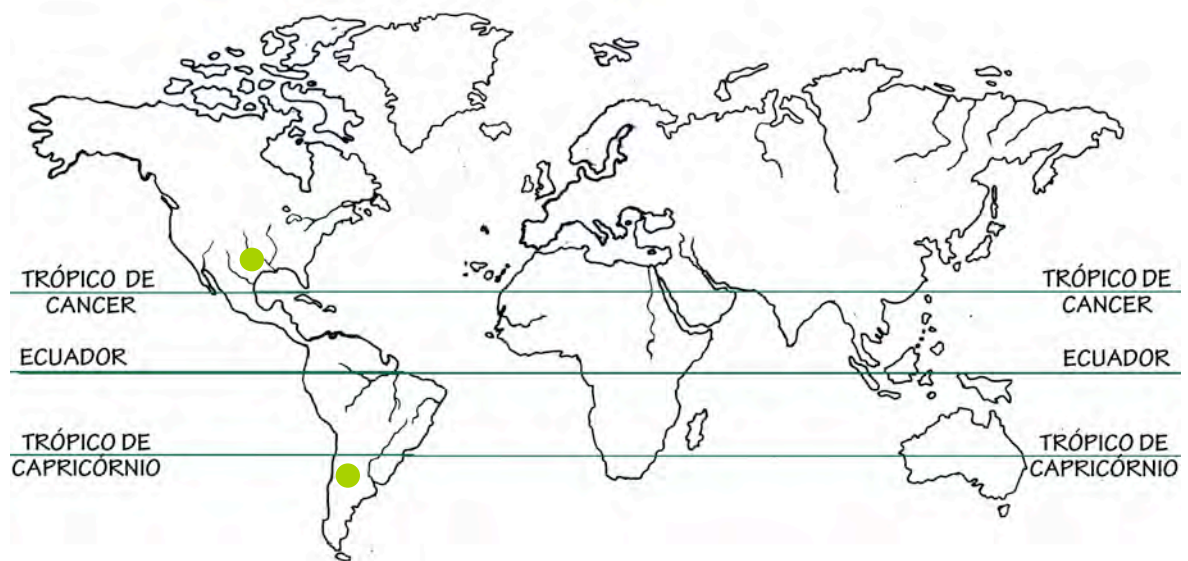 TRÓPICO DE
CANCER
TRÓPICO DE
CANCER
ECUADOR
ECUADOR
TRÓPICO DE
CAPRICÓRNIO
TRÓPICO DE
CAPRICÓRNIO